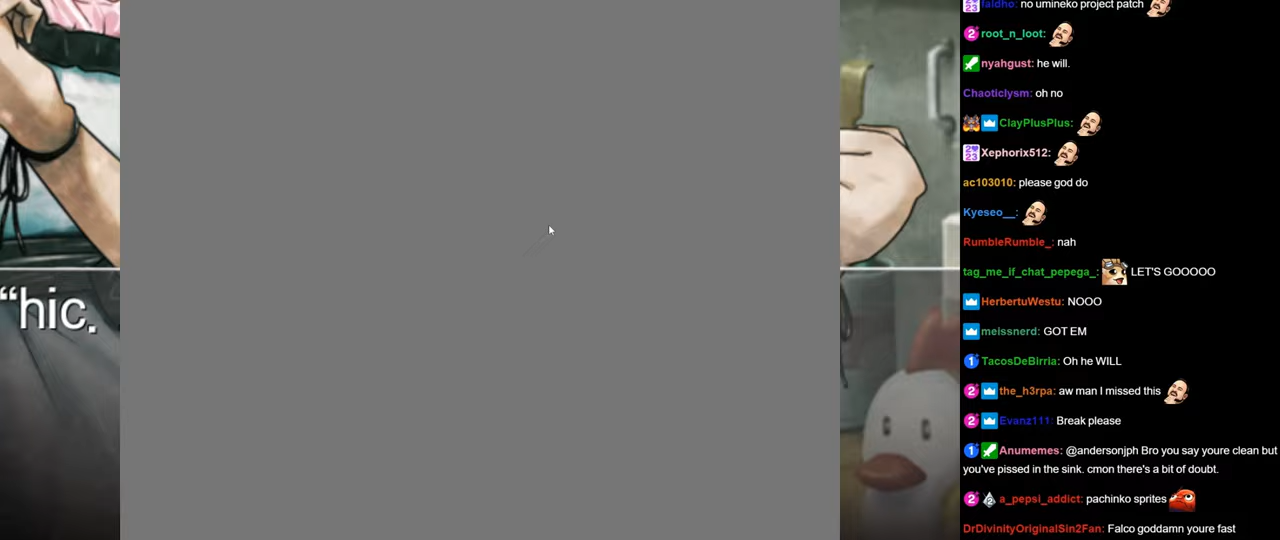 faldho: no umineko project patch
root_n_loot:
nyahgust: he will.
Chaoticlysm: oh no
ClayPlusPlus:
Xephorix512:
ac103010: please god do
Kyeseo__:
RumbleRumble_: nah
tag_me_if_chat_pepega_: LET'S GOOOOO
HerbertuWestu: NOOO
meissnerd: GOT EM
TacosDeBirria: Oh he WILL
the_h3rpa: aw man I missed this
Evanz111: Break please
Anumemes: @andersonjph Bro you say youre clean but
you've pissed in the sink. cmon there's a bit of doubt.
a_pepsi_addict: pachinko sprites
DrDivinityOriginalSin2Fan: Falco goddamn youre fast
“hic.